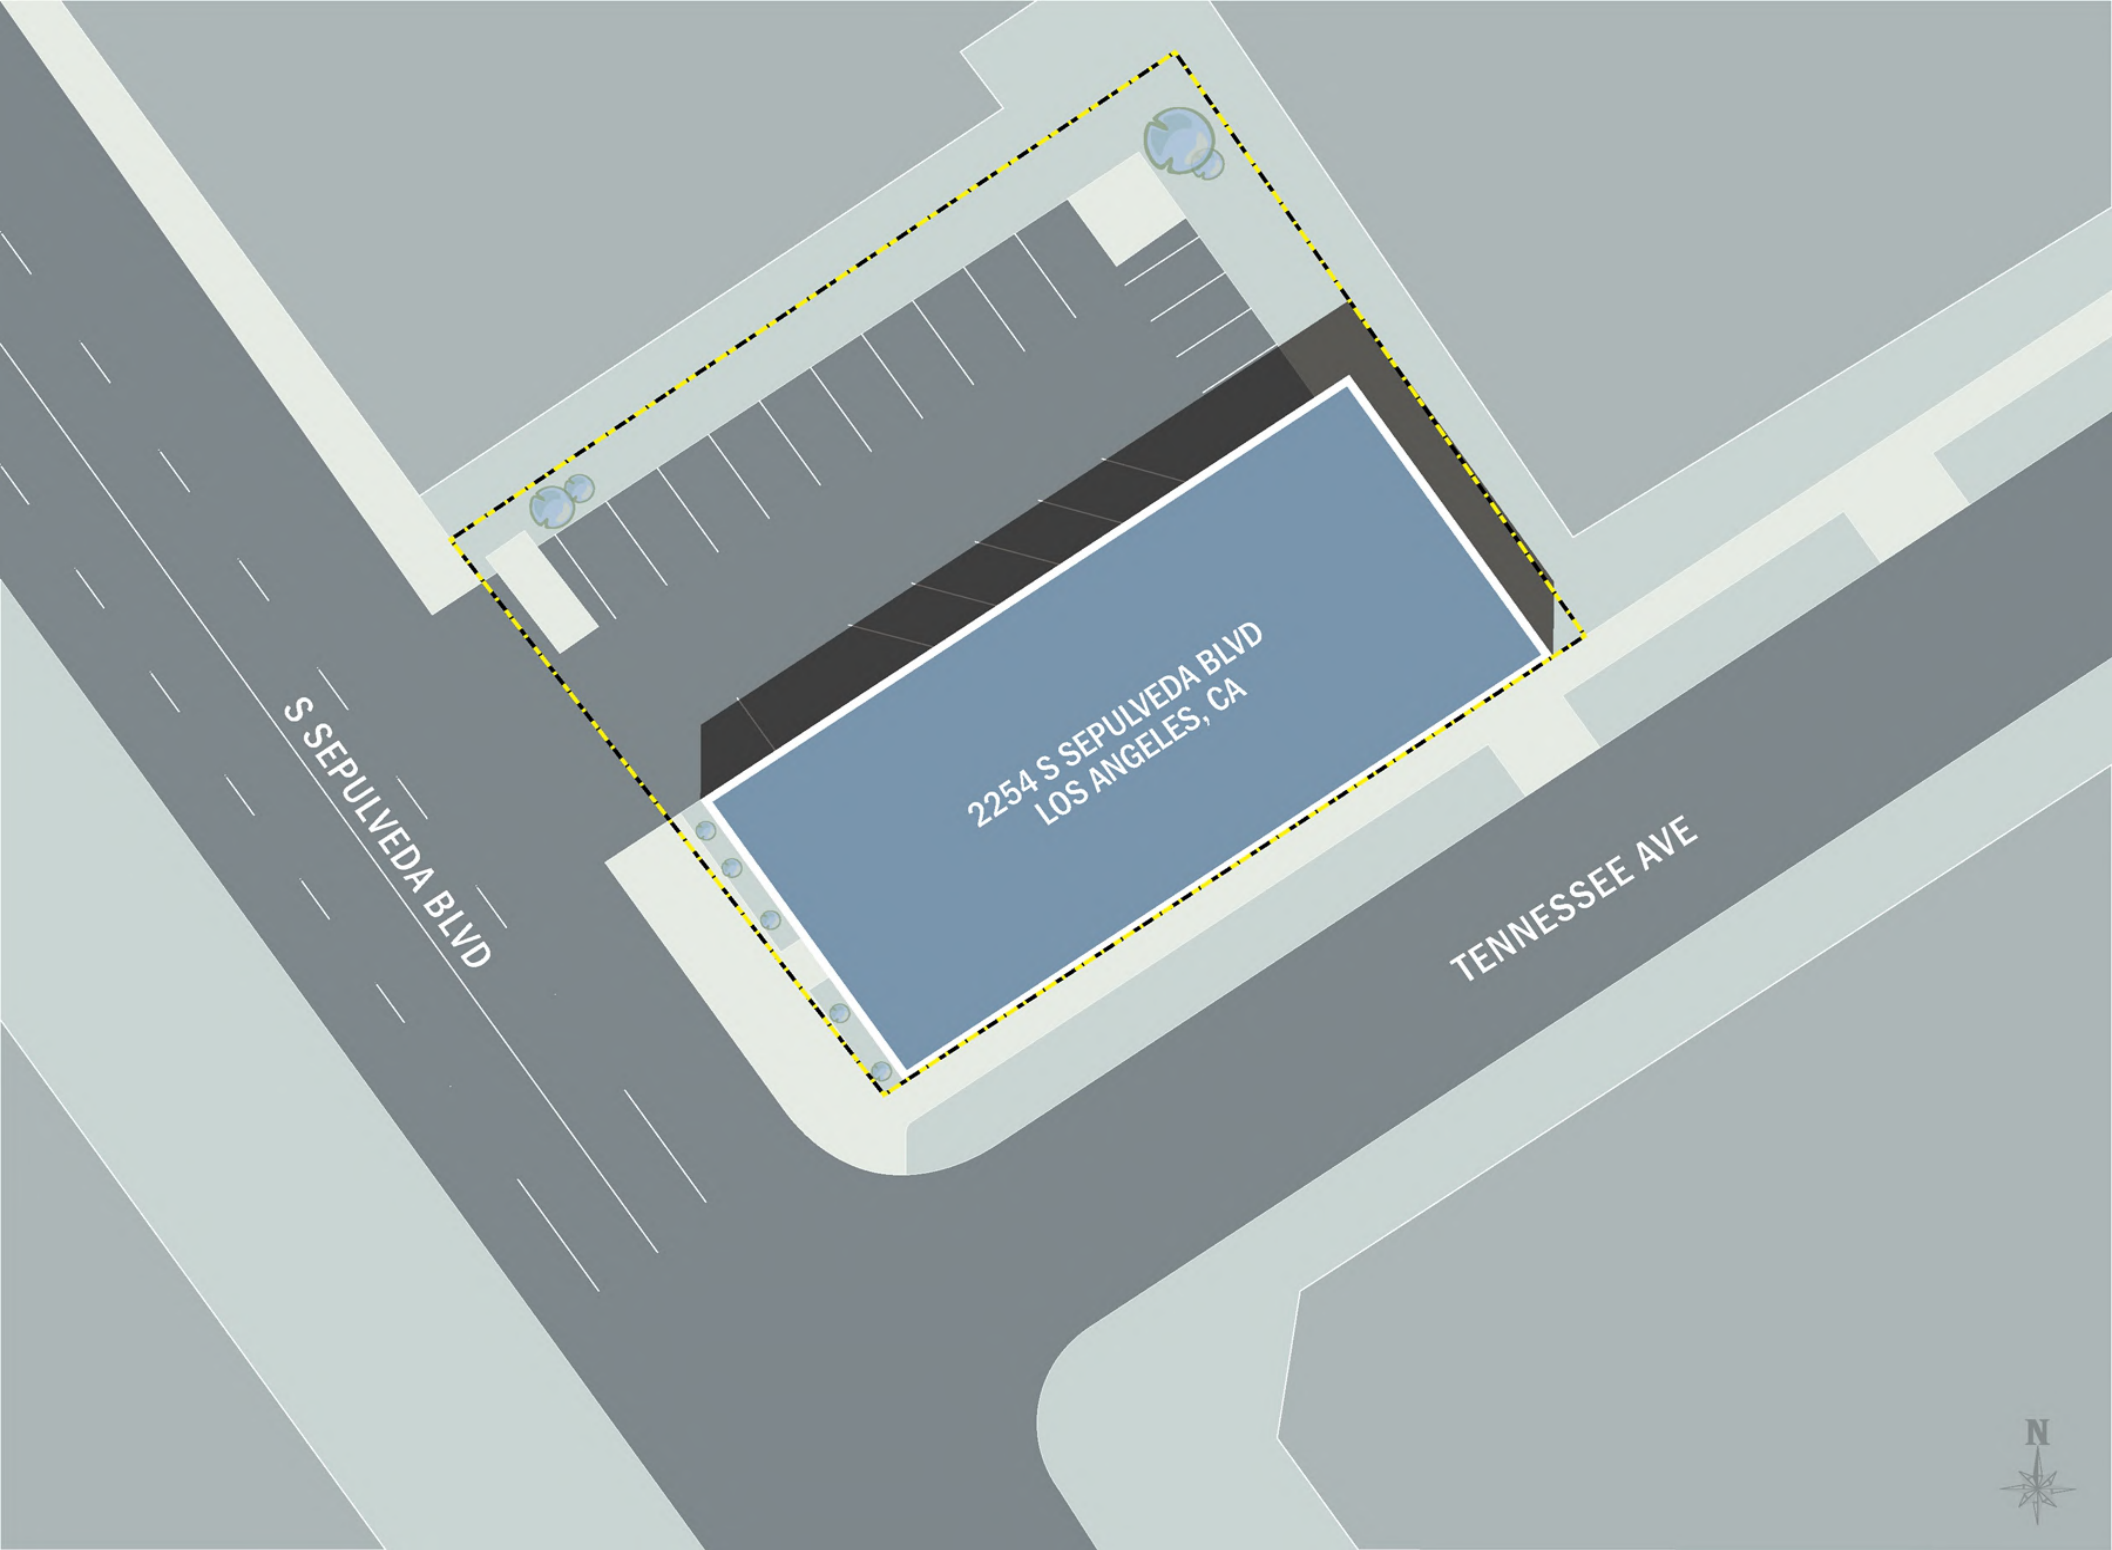 2254 S SEPULVEDA BLVD
LOS ANGELES, CA
S SEPULVEDA BLVD
TENNESSEE AVE
N